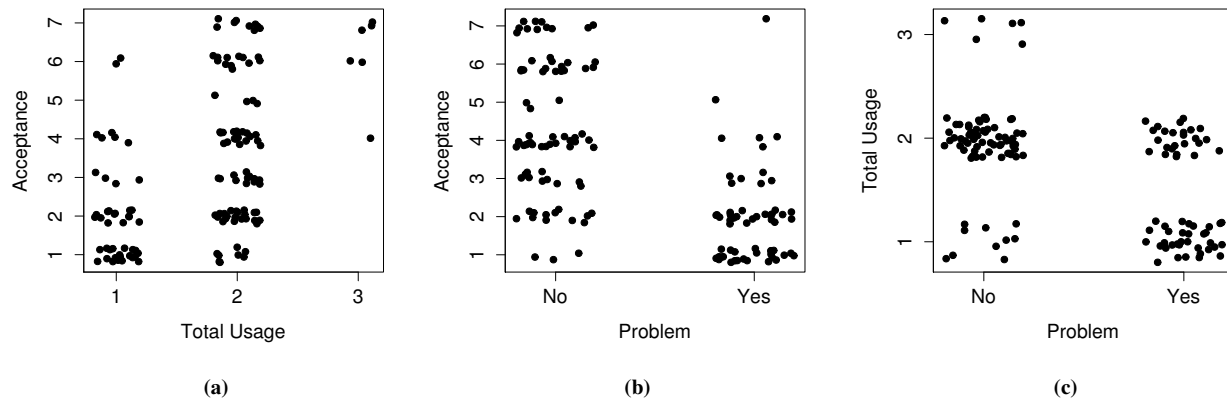 7
6
5
4
3
2
1
Acceptance
1 2 3
Total Usage
(a)
7
6
5
4
3
2
1
Acceptance
No Yes
Problem
(b)
3
2
1
Total Usage
No Yes
Problem
(c)